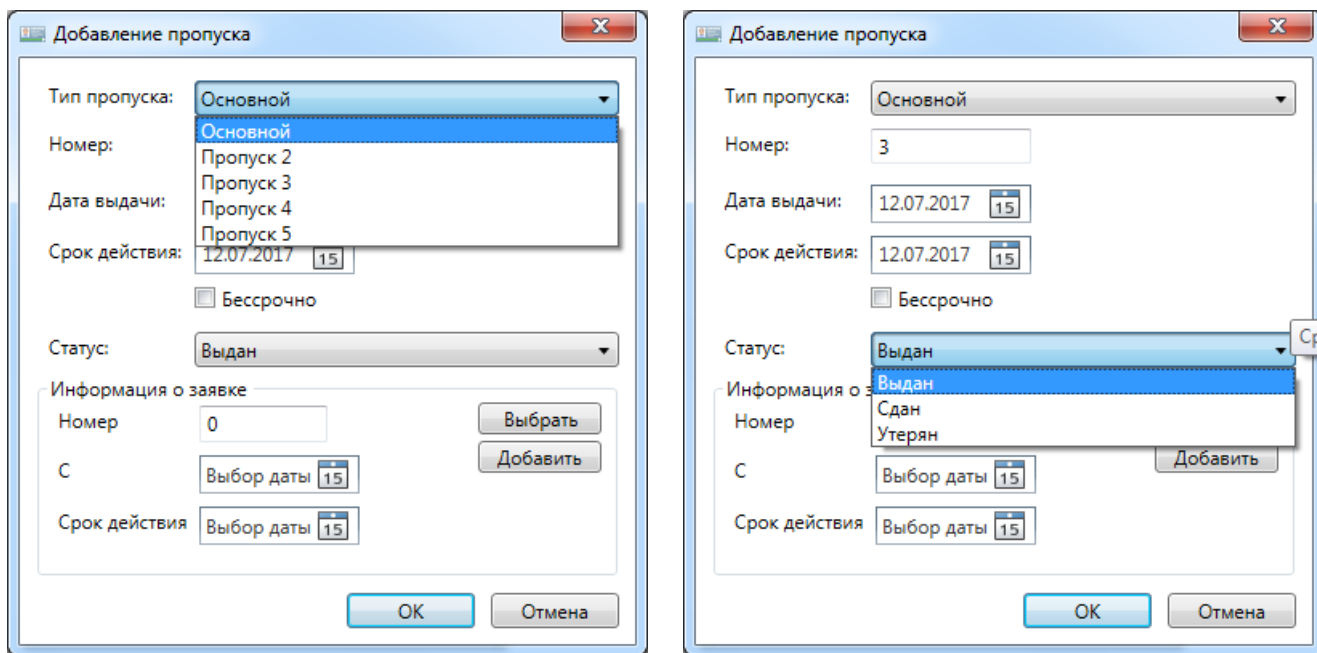 Добавление пропуска
Тип пропуска: Основной
Основной
Номер:
Пропуск 2
Пропуск 3
Дата выдачи:
Пропуск 4
Пропуск 5
Срок действия: 12.07.2017 15
Бессрочно
Статус: Выдан
Информация о заявке
Номер 0 Выбрать
Добавить
С Выбор даты 15
Срок действия Выбор даты 15
OK Отмена
Добавление пропуска
Тип пропуска: Основной
Номер: 3
Дата выдачи: 12.07.2017 15
Срок действия: 12.07.2017 15
Бессрочно
Статус: Выдан
Ср
Выдан
Информация о з
Сдан
Номер
Утерян
Добавить
С Выбор даты 15
Срок действия Выбор даты 15
OK Отмена